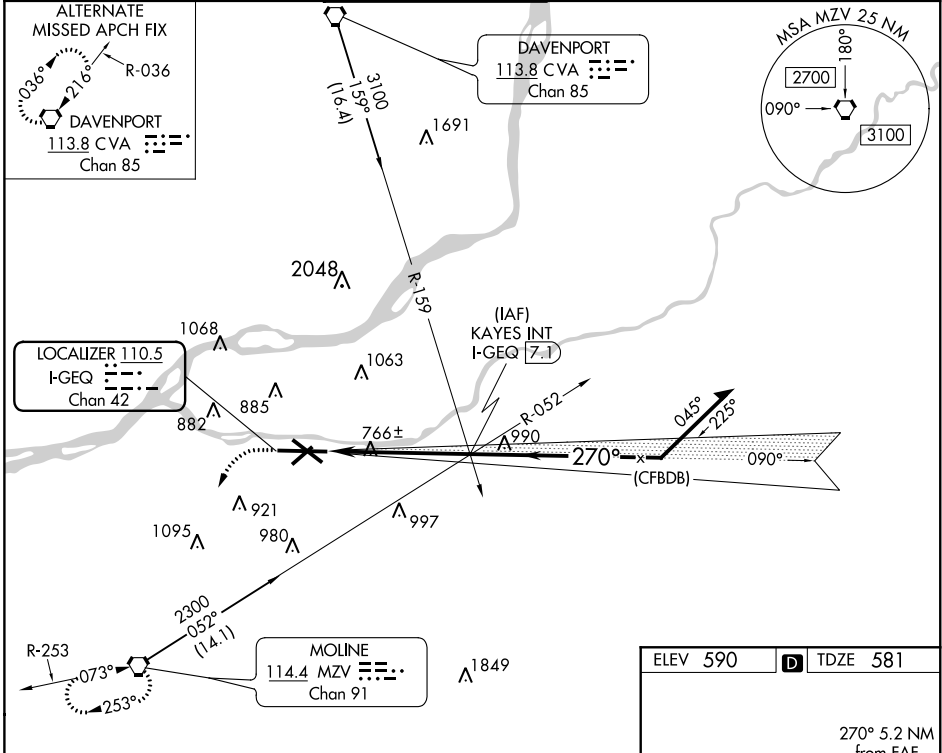 ALTERNATE
MISSED APCH FIX
036°
216°
R-036
DAVENPORT
113.8 CVA
Chan 85
3100
159°
(16.4)
DAVENPORT
113.8 CVA
Chan 85
MSA MZV 25 NM
180°
2700
090°
3100
1691
2048
R-159
(IAF)
KAYES INT
I-GEQ 7.1
1068
LOCALIZER 110.5
I-GEQ
Chan 42
1063
885
882
766±
R-052
990
045°
225°
270°
090°
(CFBDB)
921
997
1095
980
2300
052°
(14.1)
R-253
073°
253°
MOLINE
114.4 MZV
Chan 91
1849
ELEV 590 D TDZE 581
270° 5.2 NM
from FAF